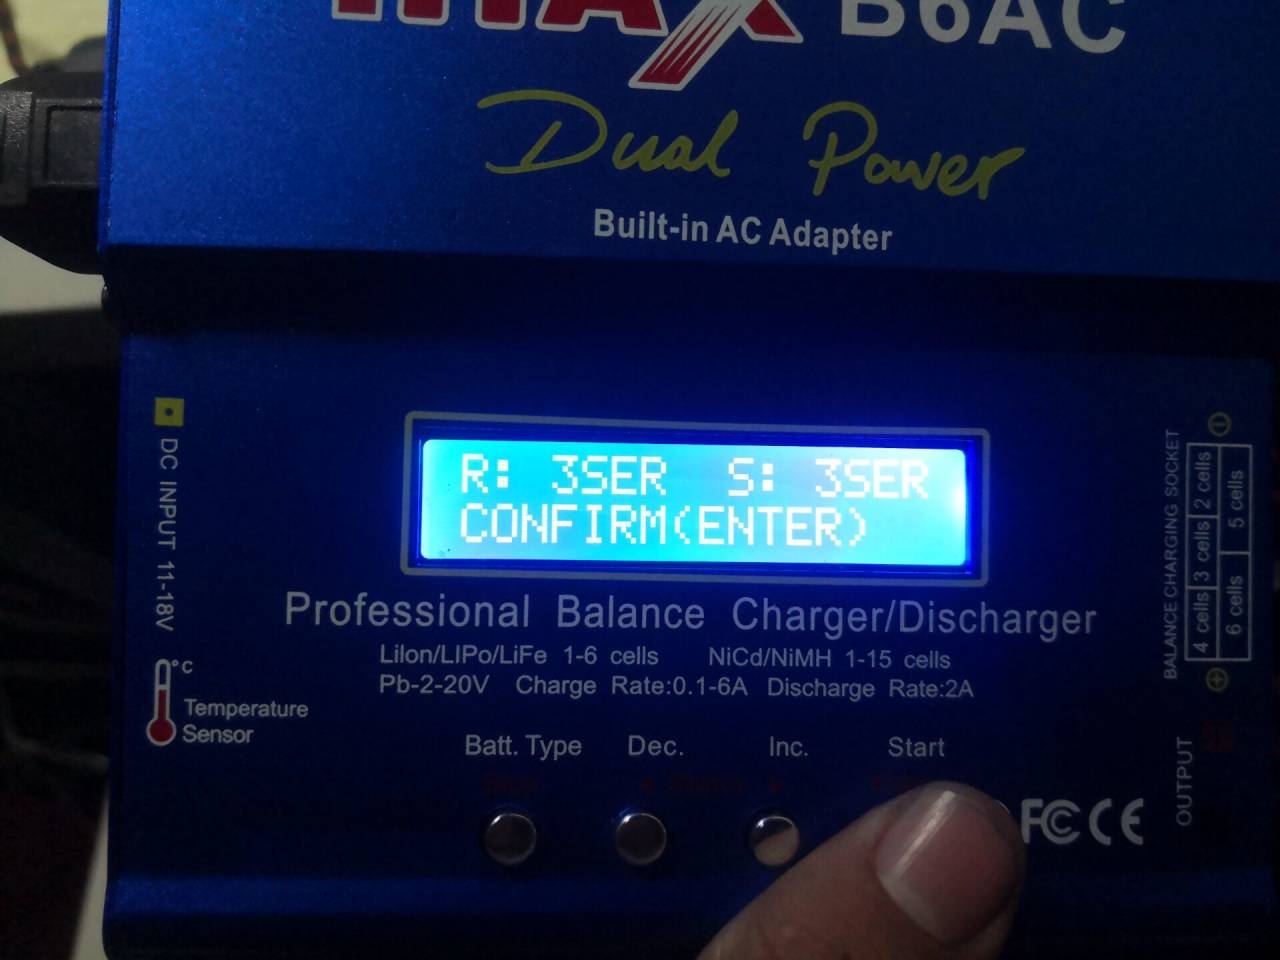 B6AC
Dual Power
Built-in AC Adapter
DC INPUT 11-18V
R: 3SER S: 3SER
CONFIRM(ENTER)
BALANCE CHARGING SOCKET
2 cells
3 cells
4 cells
5 cells
6 cells
Professional Balance Charger/Discharger
LiIon/LIPo/LiFe 1-6 cells NiCd/NiMH 1-15 cells
Pb-2-20V Charge Rate:0.1-6A Discharge Rate:2A
°C
Temperature
Sensor
Batt. Type Dec. Inc. Start
OUTPUT
FC CE